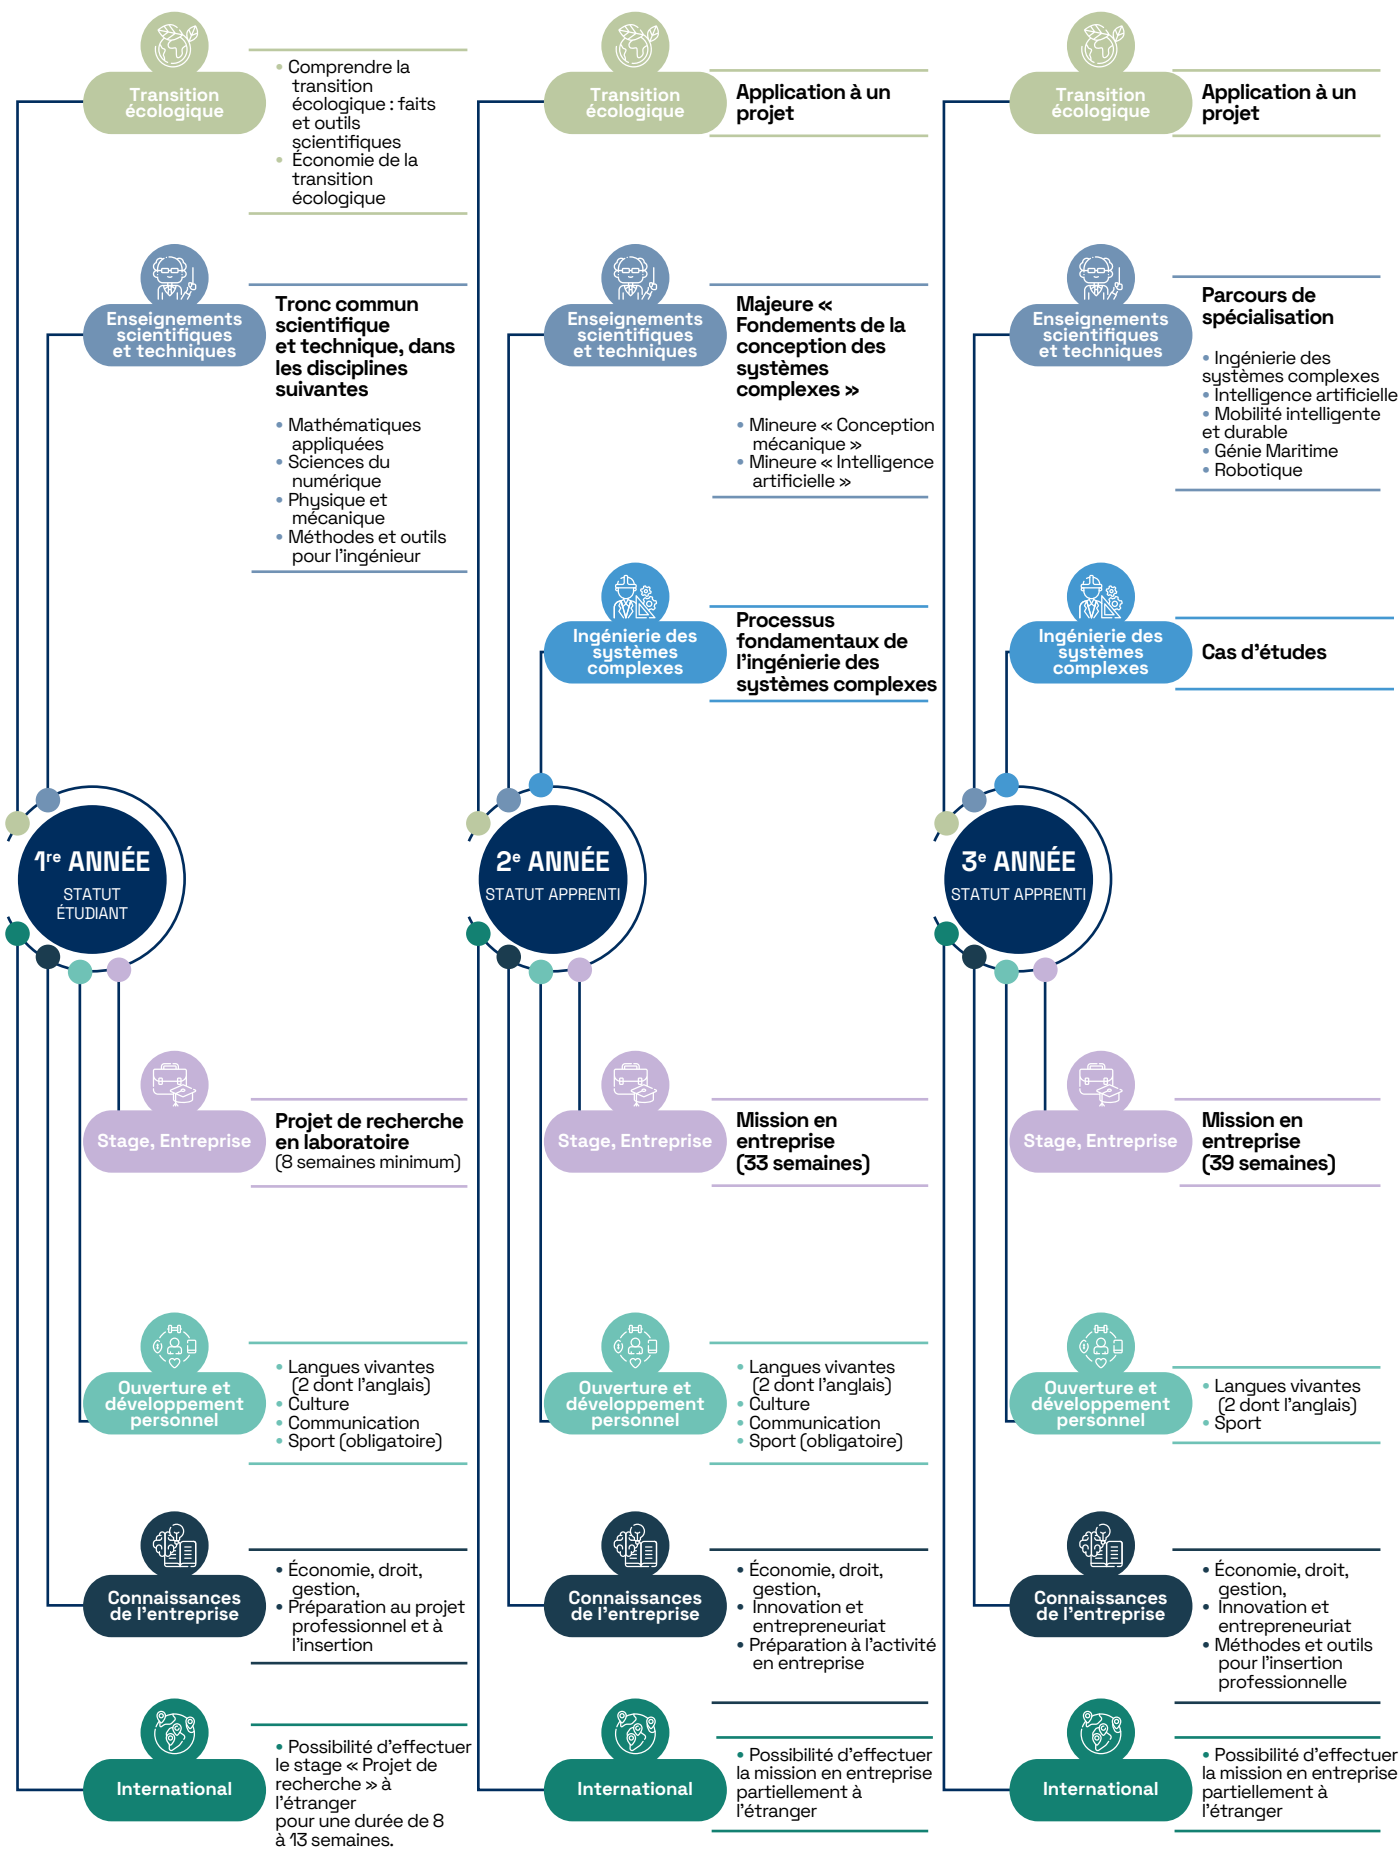 Transition
écologique
• Comprendre la
transition
écologique : faits
et outils
scientifiques
• Économie de la
transition
écologique
Enseignements
scientifiques
et techniques
Tronc commun
scientifique
et technique, dans
les disciplines
suivantes
• Mathématiques
appliquées
• Sciences du
numérique
• Physique et
mécanique
• Méthodes et outils
pour l'ingénieur
1re ANNÉE
STATUT
ÉTUDIANT
Stage, Entreprise
Projet de recherche
en laboratoire
(8 semaines minimum)
Ouverture et
développement
personnel
• Langues vivantes
(2 dont l'anglais)
• Culture
• Communication
• Sport (obligatoire)
Connaissances
de l'entreprise
• Économie, droit,
gestion,
• Préparation au projet
professionnel et à
l'insertion
International
• Possibilité d'effectuer
le stage « Projet de
recherche » à
l'étranger
pour une durée de 8
à 13 semaines.
Transition
écologique
Application à un
projet
Enseignements
scientifiques
et techniques
Majeure «
Fondements de la
conception des
systèmes
complexes »
• Mineure « Conception
mécanique »
• Mineure « Intelligence
artificielle »
Ingénierie des
systèmes
complexes
Processus
fondamentaux de
l'ingénierie des
systèmes complexes
2e ANNÉE
STATUT APPRENTI
Stage, Entreprise
Mission en
entreprise
(33 semaines)
Ouverture et
développement
personnel
• Langues vivantes
(2 dont l'anglais)
• Culture
• Communication
• Sport (obligatoire)
Connaissances
de l'entreprise
• Économie, droit,
gestion,
• Innovation et
entrepreneuriat
• Préparation à l'activité
en entreprise
International
• Possibilité d'effectuer
la mission en entreprise
partiellement à
l'étranger
Transition
écologique
Application à un
projet
Enseignements
scientifiques
et techniques
Parcours de
spécialisation
• Ingénierie des
systèmes complexes
• Intelligence artificielle
• Mobilité intelligente
et durable
• Génie Maritime
• Robotique
Ingénierie des
systèmes
complexes
Cas d'études
3e ANNÉE
STATUT APPRENTI
Stage, Entreprise
Mission en
entreprise
(39 semaines)
Ouverture et
développement
personnel
• Langues vivantes
(2 dont l'anglais)
• Sport
Connaissances
de l'entreprise
• Économie, droit,
gestion,
• Innovation et
entrepreneuriat
• Méthodes et outils
pour l'insertion
professionnelle
International
• Possibilité d'effectuer
la mission en entreprise
partiellement à
l'étranger